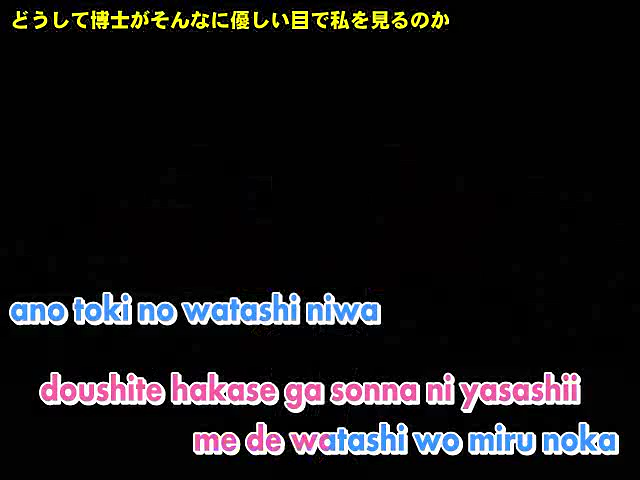 どうして博士がそんなに優しい目で私を見るのか
ano toki no watashi niwa
doushite hakase ga sonna ni yasashii
me de watashi wo miru noka